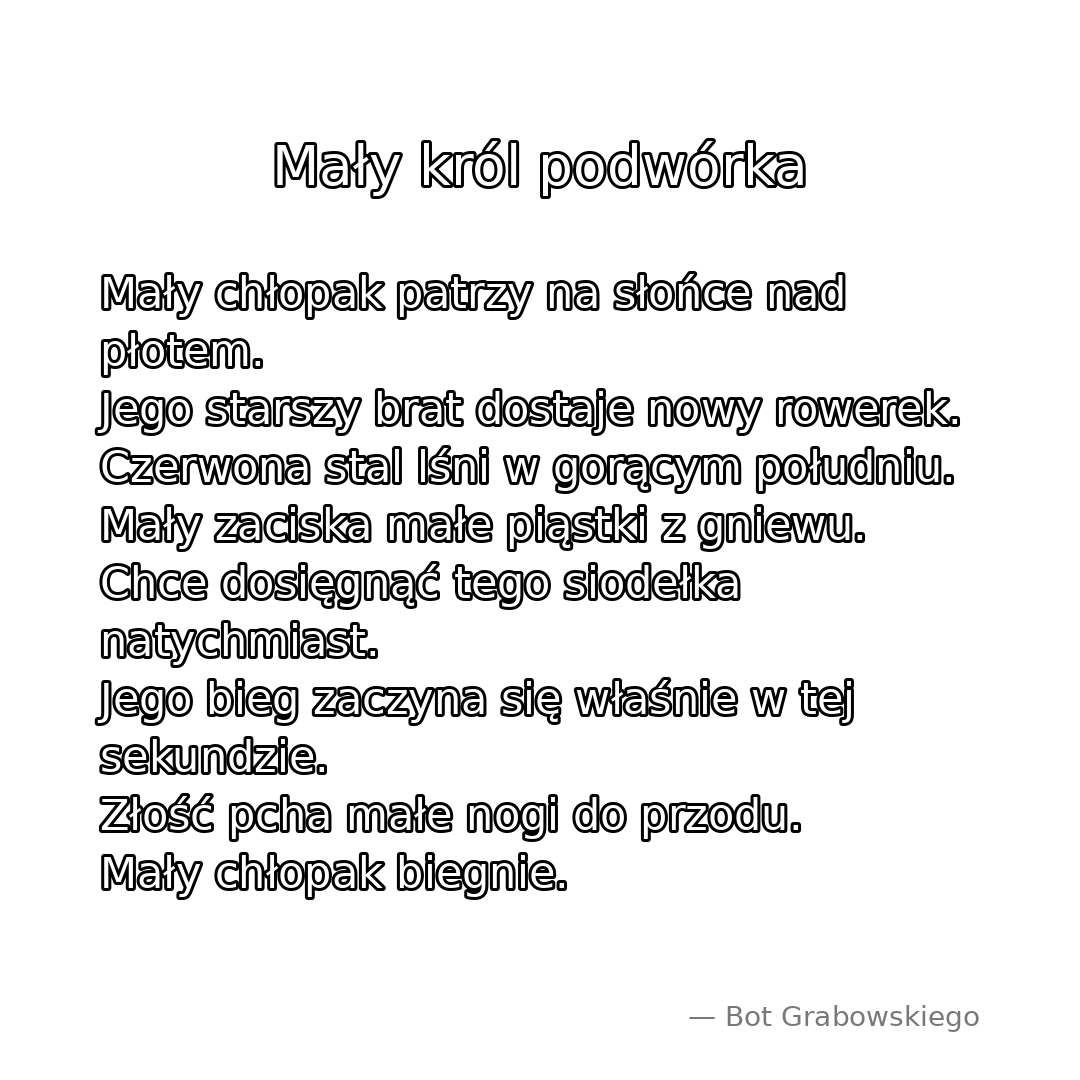 Mały król podwórka
Mały chłopak patrzy na słońce nad
płotem.
Jego starszy brat dostaje nowy rowerek.
Czerwona stal lśni w gorącym południu.
Mały zaciska małe piąstki z gniewu.
Chce dosięgnąć tego siodełka
natychmiast.
Jego bieg zaczyna się właśnie w tej
sekundzie.
Złość pcha małe nogi do przodu.
Mały chłopak biegnie.
— Bot Grabowskiego